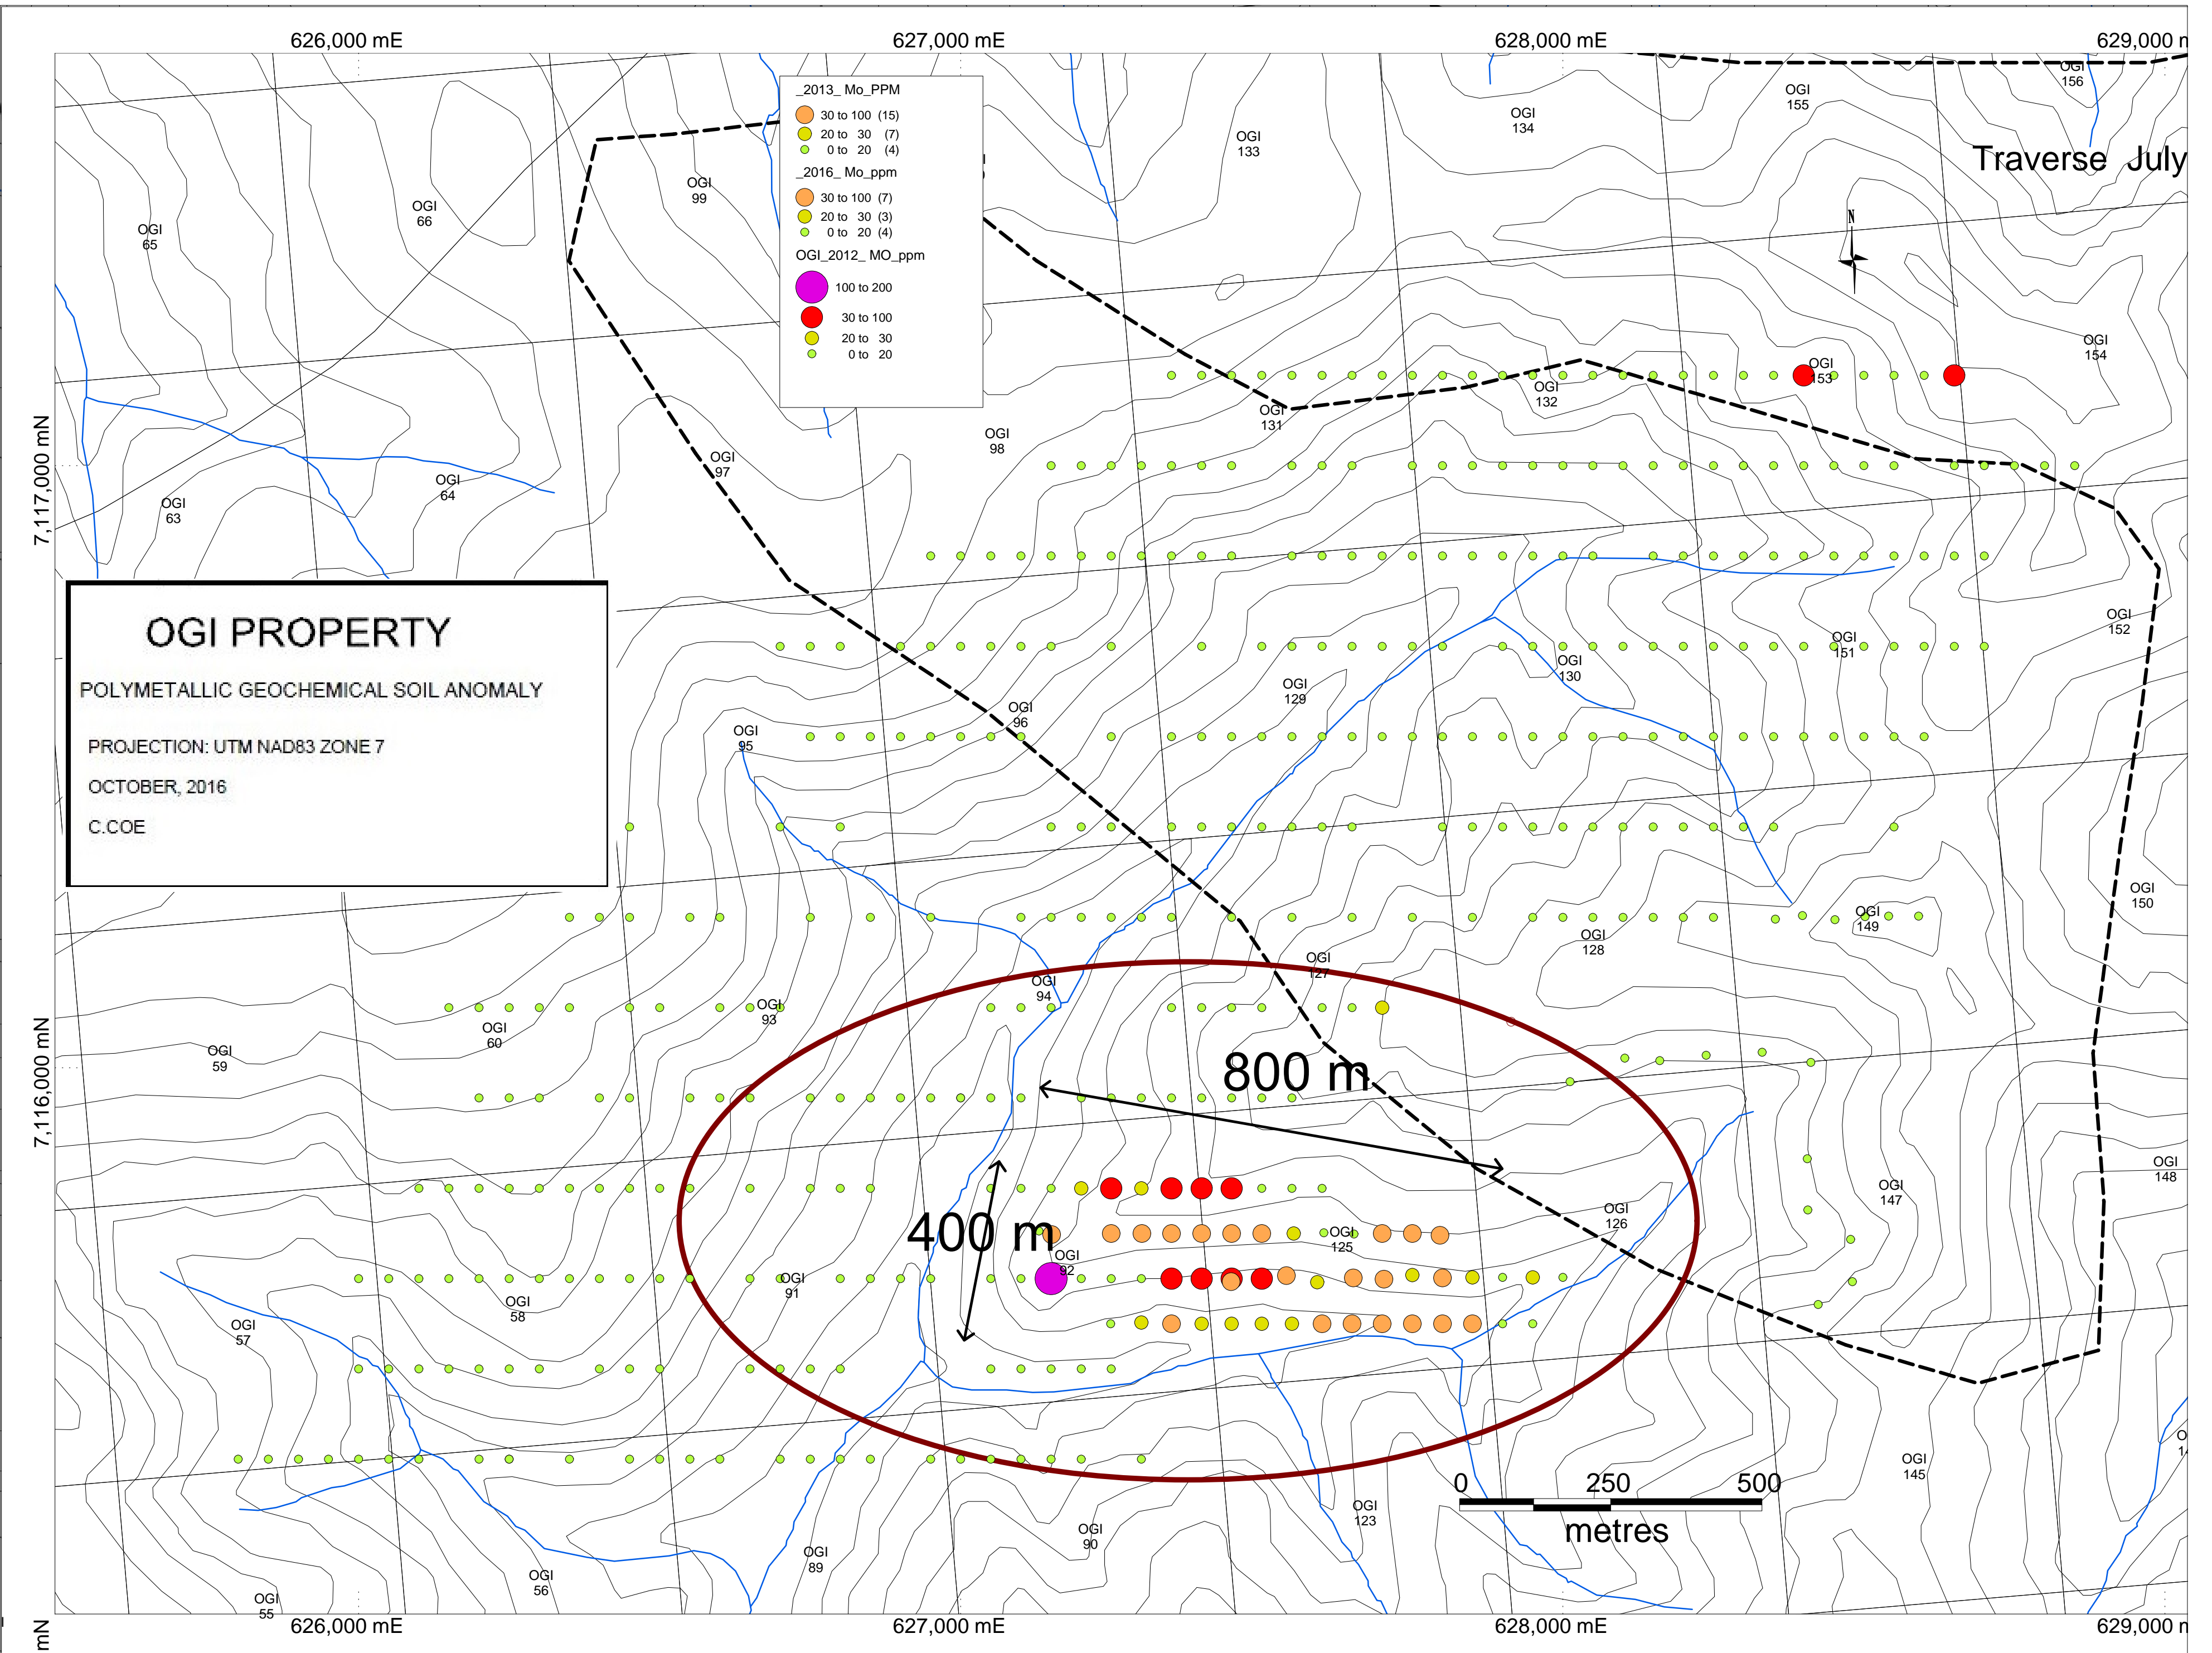 626,000 mE
627,000 mE
628,000 mE
629,000 m
OGI
156
_2013_ Mo_PPM
30 to 100 (15)
20 to 30 (7)
0 to 20 (4)
_2016_ Mo_ppm
30 to 100 (7)
20 to 30 (3)
0 to 20 (4)
OGI_2012_ MO_ppm
100 to 200
30 to 100
20 to 30
0 to 20
OGI
155
OGI
134
OGI
133
Traverse July
N
OGI
99
OGI
66
OGI
65
OGI
154
OGI
153
OGI
132
OGI
131
OGI
98
OGI
97
OGI
64
OGI
63
7,117,000 mN
OGI PROPERTY
POLYMETALLIC GEOCHEMICAL SOIL ANOMALY
PROJECTION: UTM NAD83 ZONE 7
OCTOBER, 2016
C.COE
OGI
152
OGI
151
OGI
130
OGI
129
OGI
96
OGI
95
OGI
150
OGI
149
OGI
128
OGI
127
OGI
94
OGI
93
OGI
60
OGI
59
7,116,000 mN
800 m
400 m
OGI
148
OGI
147
OGI
126
OGI
125
OGI
92
OGI
91
OGI
58
OGI
57
OGI
145
0 250 500
metres
OGI
123
OGI
90
OGI
89
OGI
56
OGI
55
mN
626,000 mE
627,000 mE
628,000 mE
629,000 m